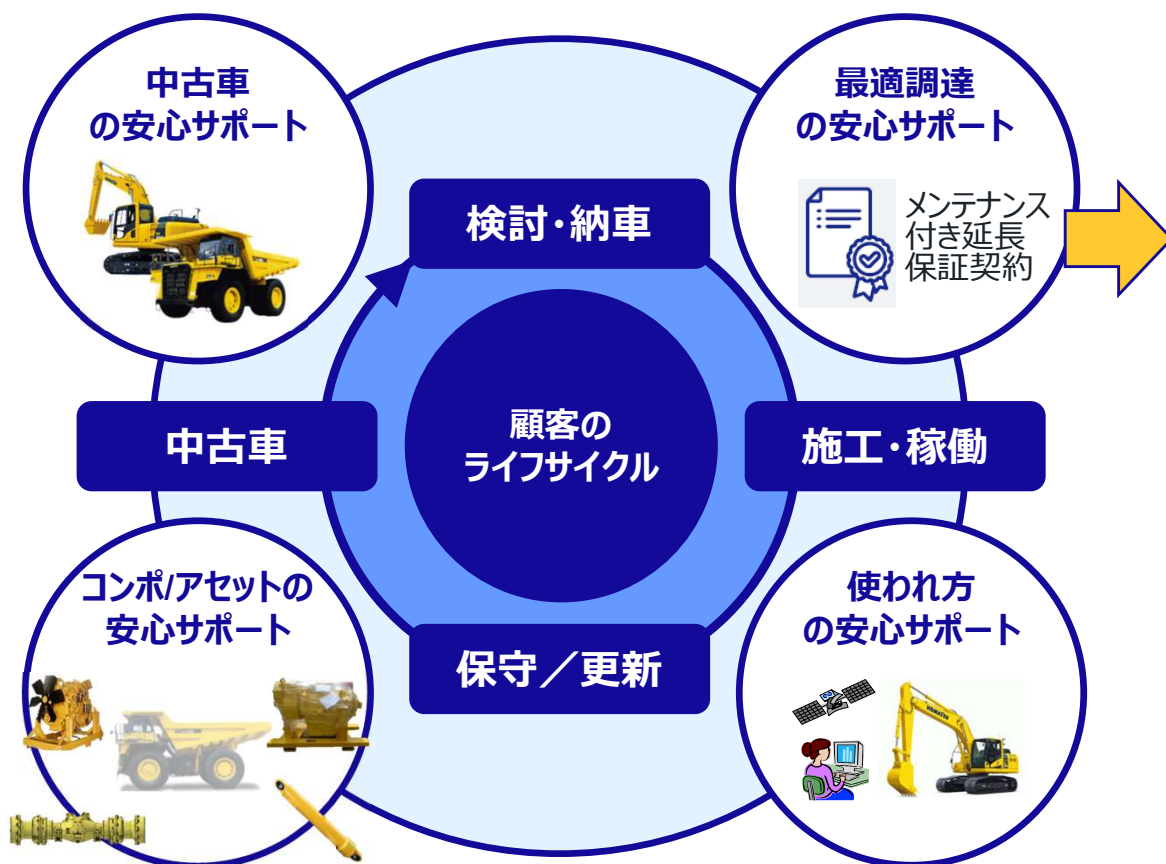 中古車
の安心サポート
最適調達
の安心サポート
メンテナンス
付き延長
保証契約
検討・納車
中古車
顧客の
ライフサイクル
施工・稼働
コンポ/アセットの
安心サポート
保守／更新
使われ方
の安心サポート
KOMATSU